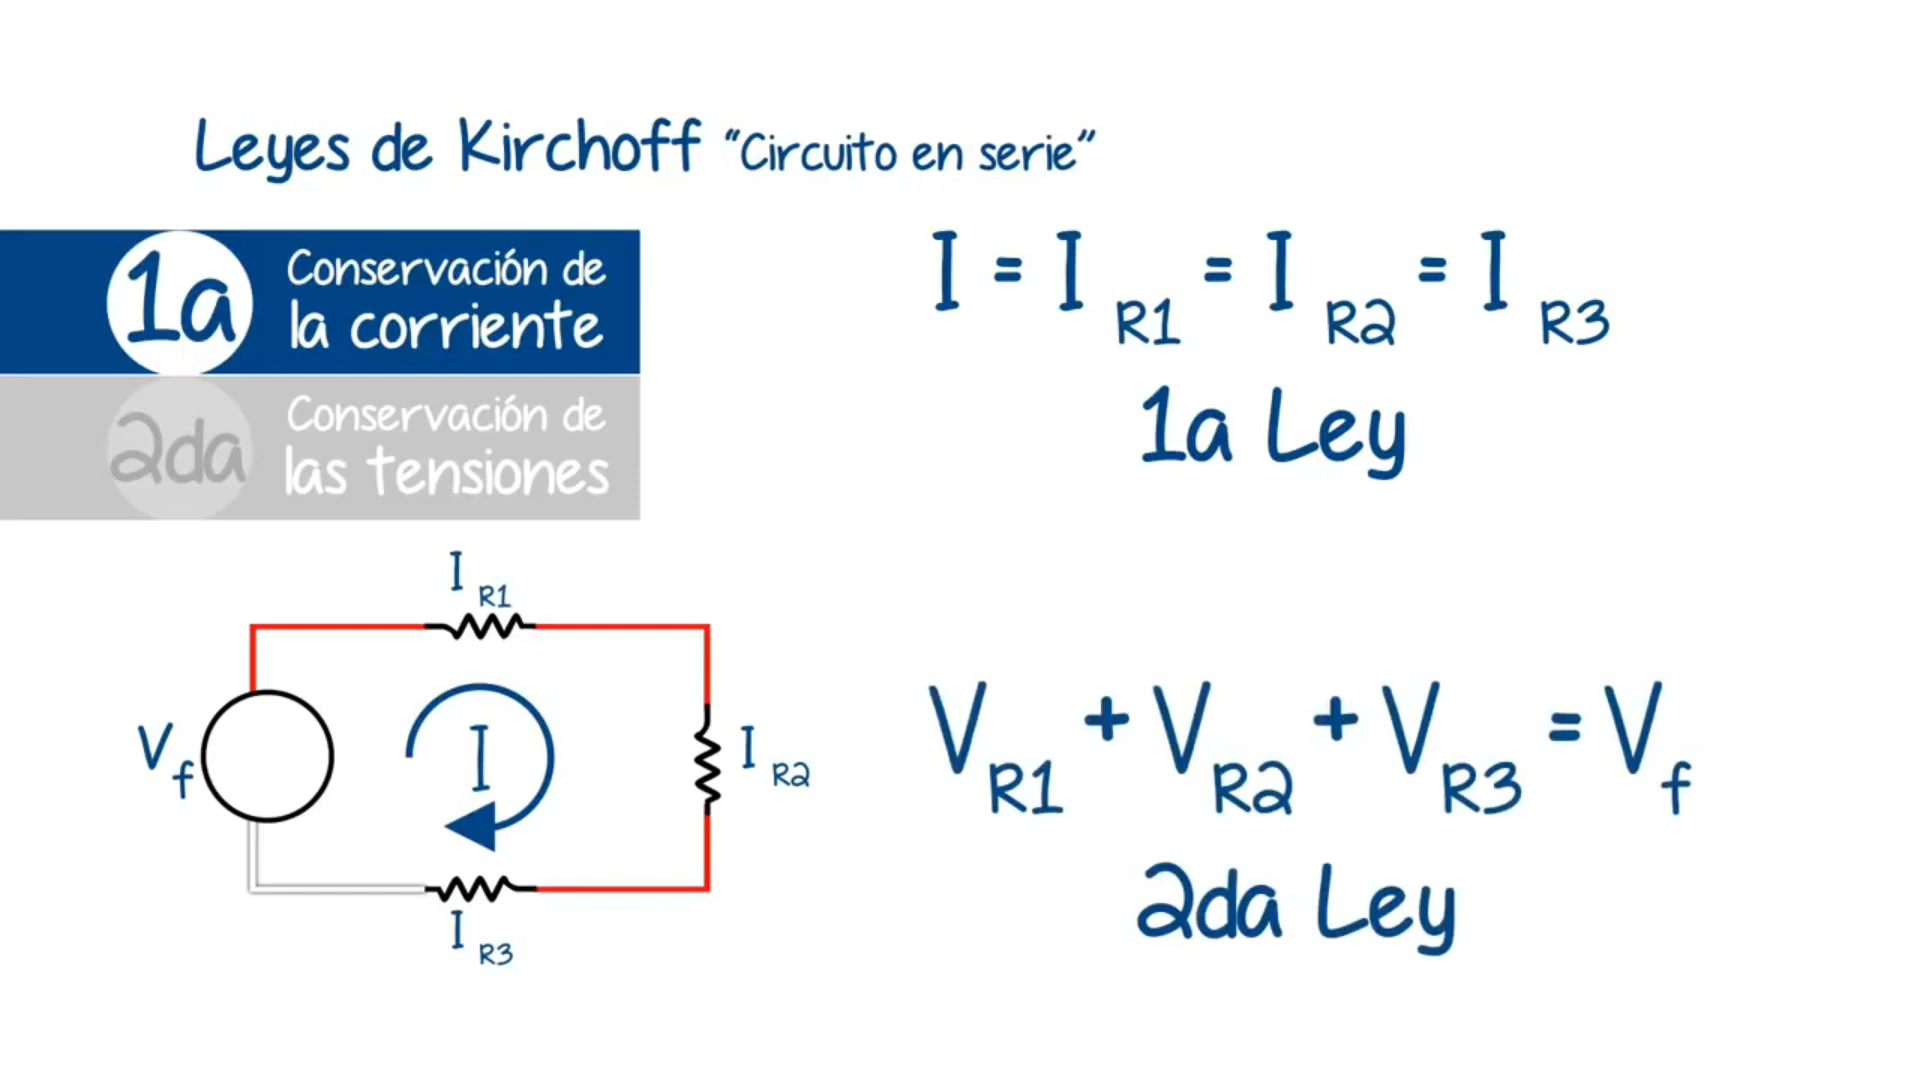 Leyes de Kirchoff "Circuito en serie"
1a Conservación de
la corriente
2da Conservación de
las tensiones
I = I R1 = I R2 = I R3
1a Ley
I R1
V f
I
I R2
I R3
V R1 + V R2 + V R3 = V f
2da Ley